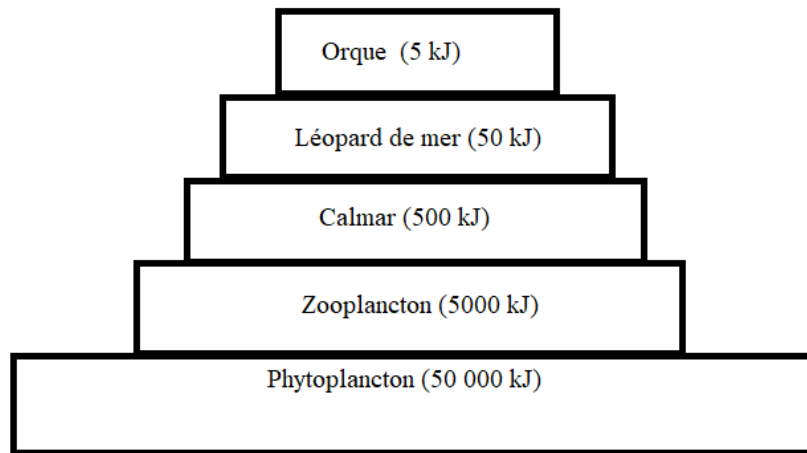 Orque  (5 kJ)
Léopard de mer (50 kJ)
Calmar (500 kJ)
Zooplancton (5000 kJ)
Phytoplancton (50 000 kJ)